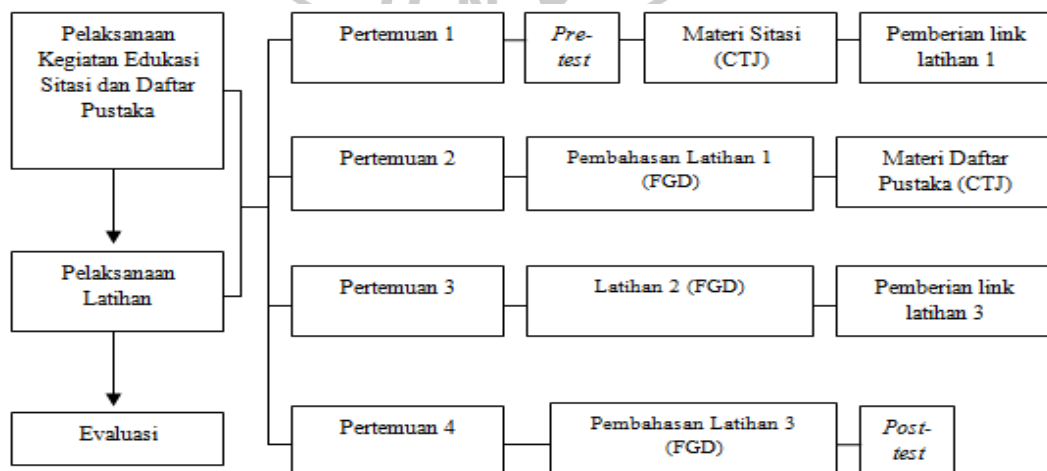 Pelaksanaan
Kegiatan Edukasi
Sitasi dan Daftar
Pustaka
Pertemuan 1
Pre-
test
Materi Sitasi
(CTJ)
Pemberian link
latihan 1
Pertemuan 2
Pembahasan Latihan 1
(FGD)
Materi Daftar
Pustaka (CTJ)
Pelaksanaan
Latihan
Pertemuan 3
Latihan 2 (FGD)
Pemberian link
latihan 3
Evaluasi
Pertemuan 4
Pembahasan Latihan 3
(FGD)
Post-
test